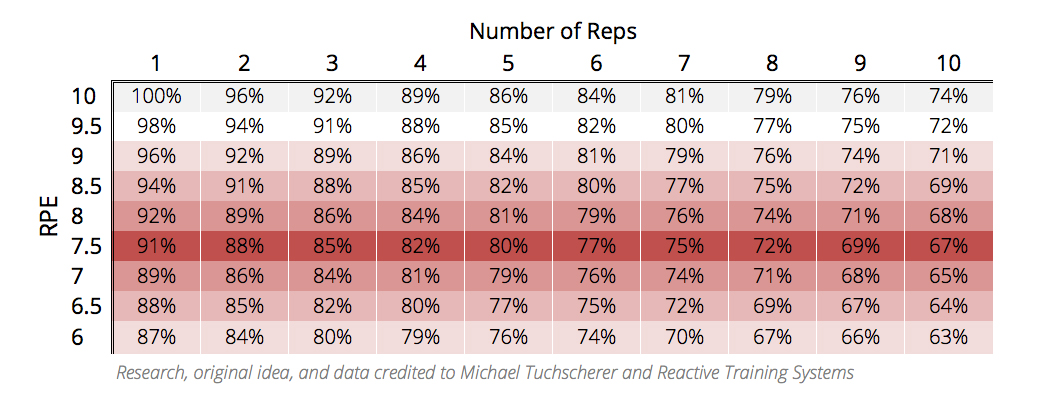 Number of Reps
1 2 3 4 5 6 7 8 9 10
RPE
10 100% 96% 92% 89% 86% 84% 81% 79% 76% 74%
9.5 98% 94% 91% 88% 85% 82% 80% 77% 75% 72%
9 96% 92% 89% 86% 84% 81% 79% 76% 74% 71%
8.5 94% 91% 88% 85% 82% 80% 77% 75% 72% 69%
8 92% 89% 86% 84% 81% 79% 76% 74% 71% 68%
7.5 91% 88% 85% 82% 80% 77% 75% 72% 69% 67%
7 89% 86% 84% 81% 79% 76% 74% 71% 68% 65%
6.5 88% 85% 82% 80% 77% 75% 72% 69% 67% 64%
6 87% 84% 80% 79% 76% 74% 70% 67% 66% 63%
Research, original idea, and data credited to Michael Tuchscherer and Reactive Training Systems